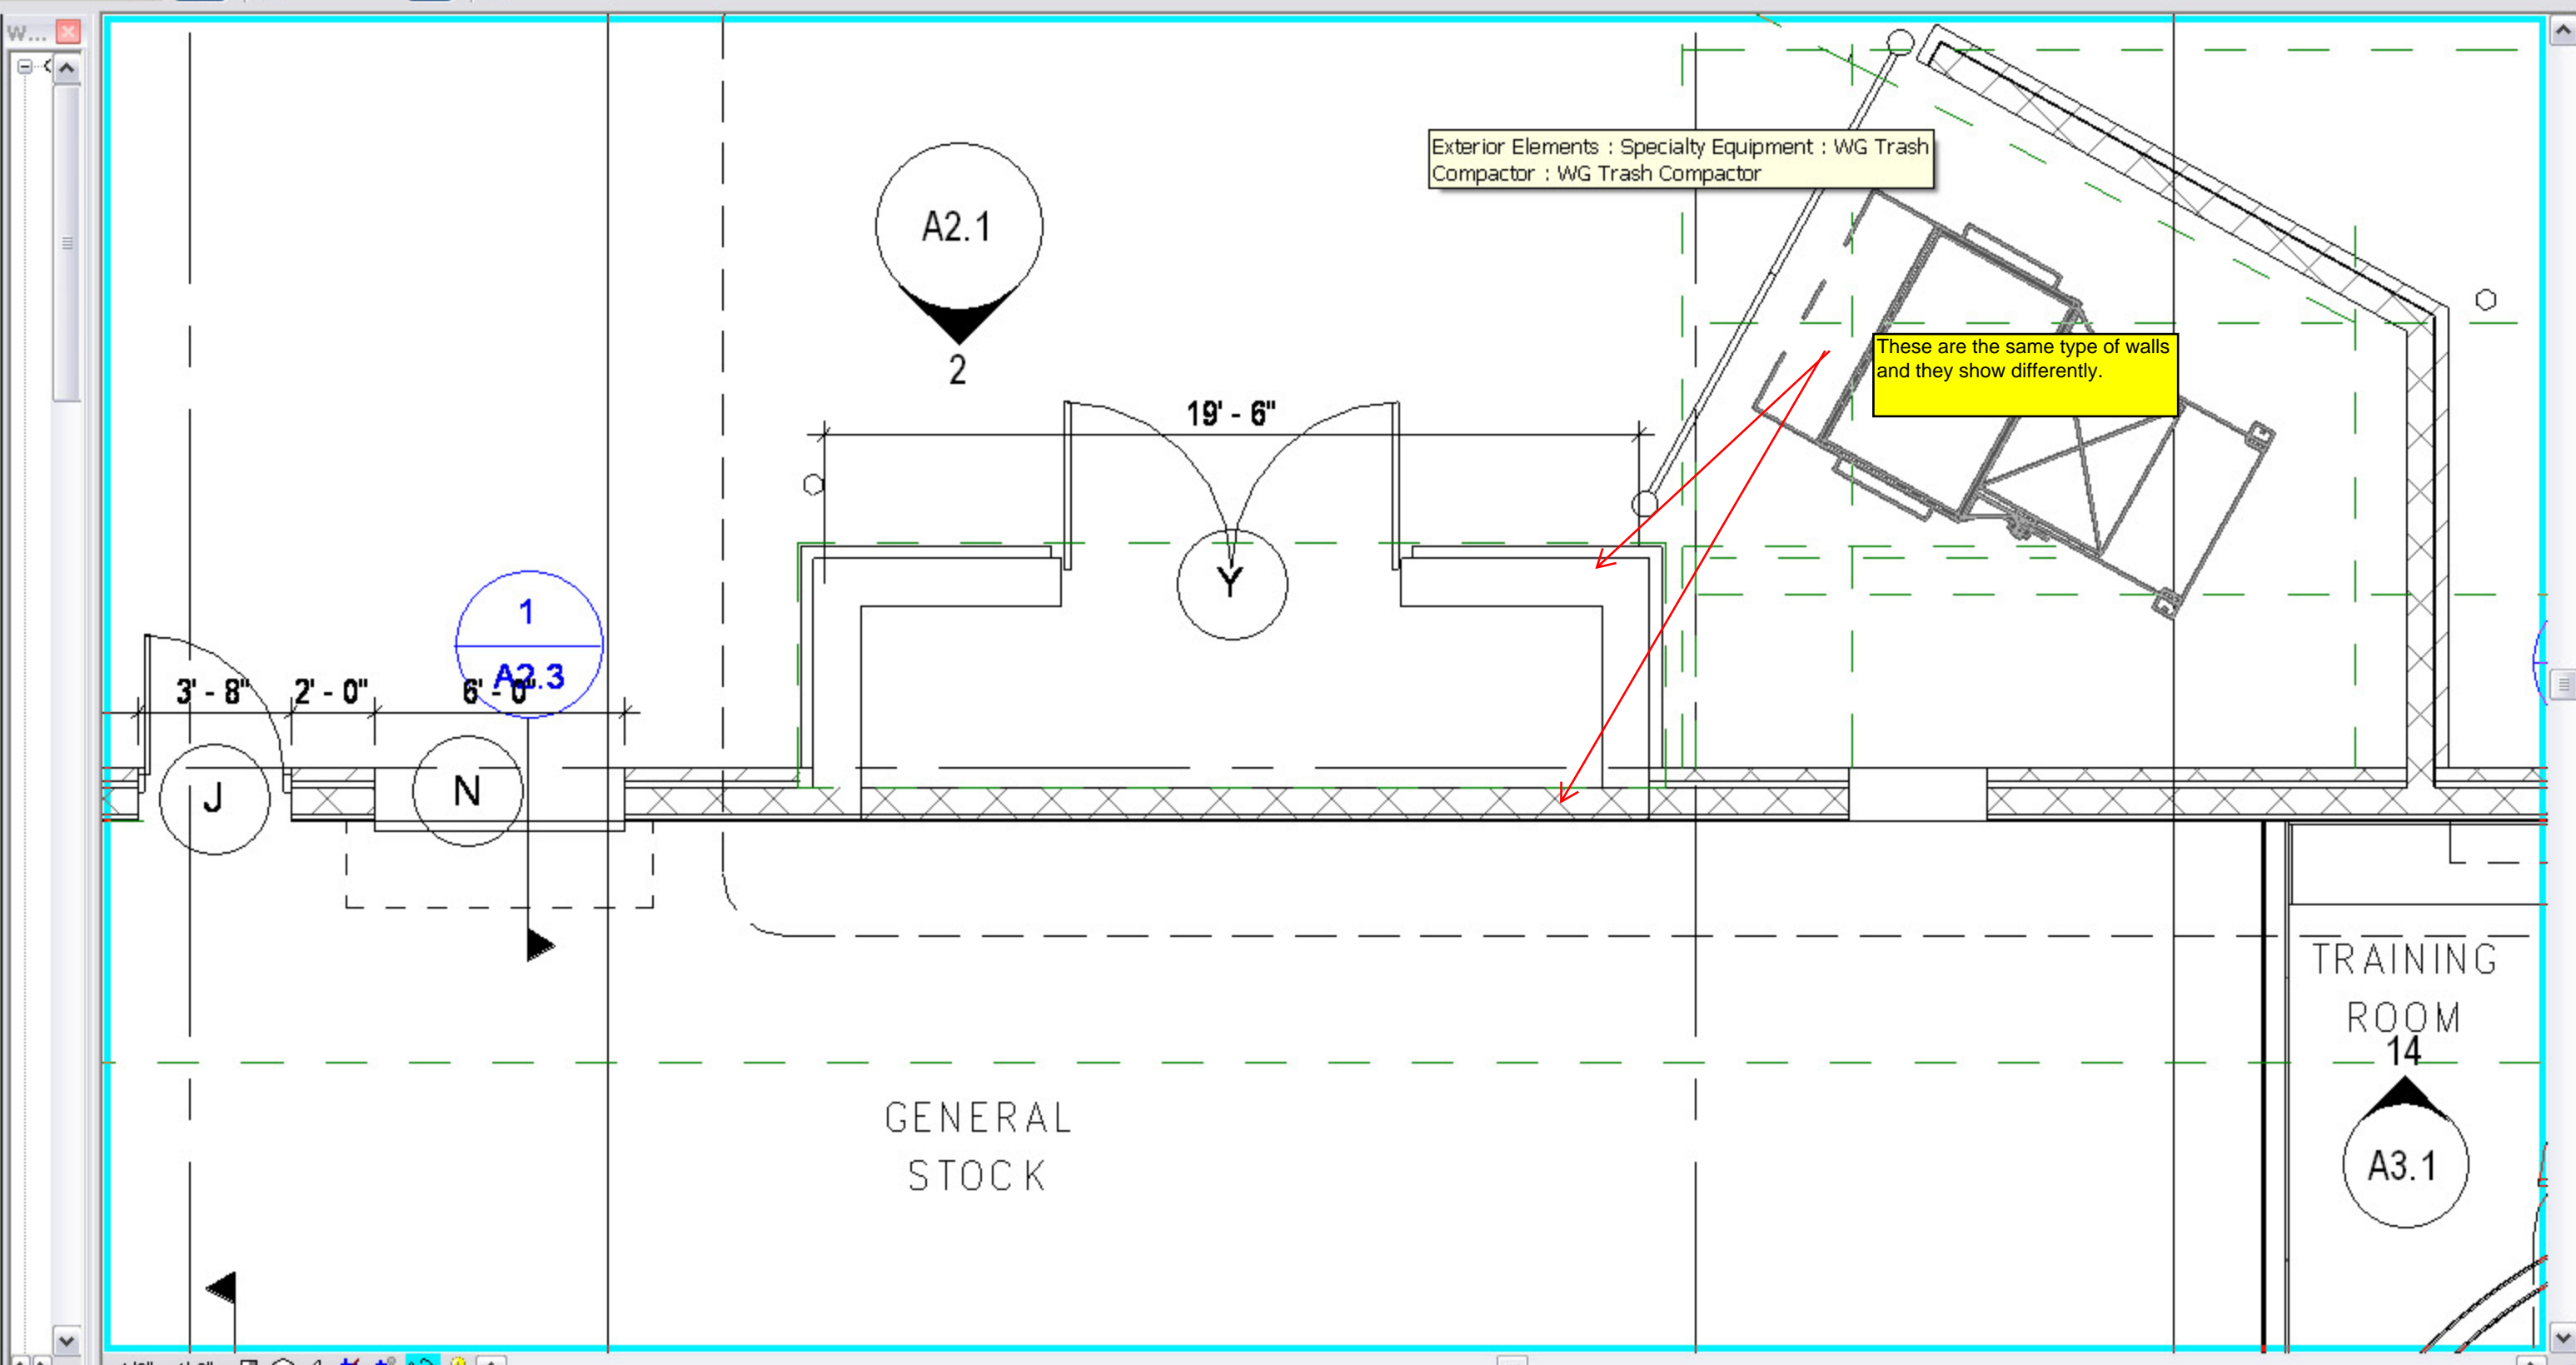 W...
Exterior Elements : Specialty Equipment : WG Trash
Compactor : WG Trash Compactor
A2.1
2
These are the same type of walls
and they show differently.
19' - 6"
Y
1
A2.3
3' - 8"
2' - 0"
6' - 0"
J
N
TRAINING
ROOM
14
GENERAL
STOCK
A3.1